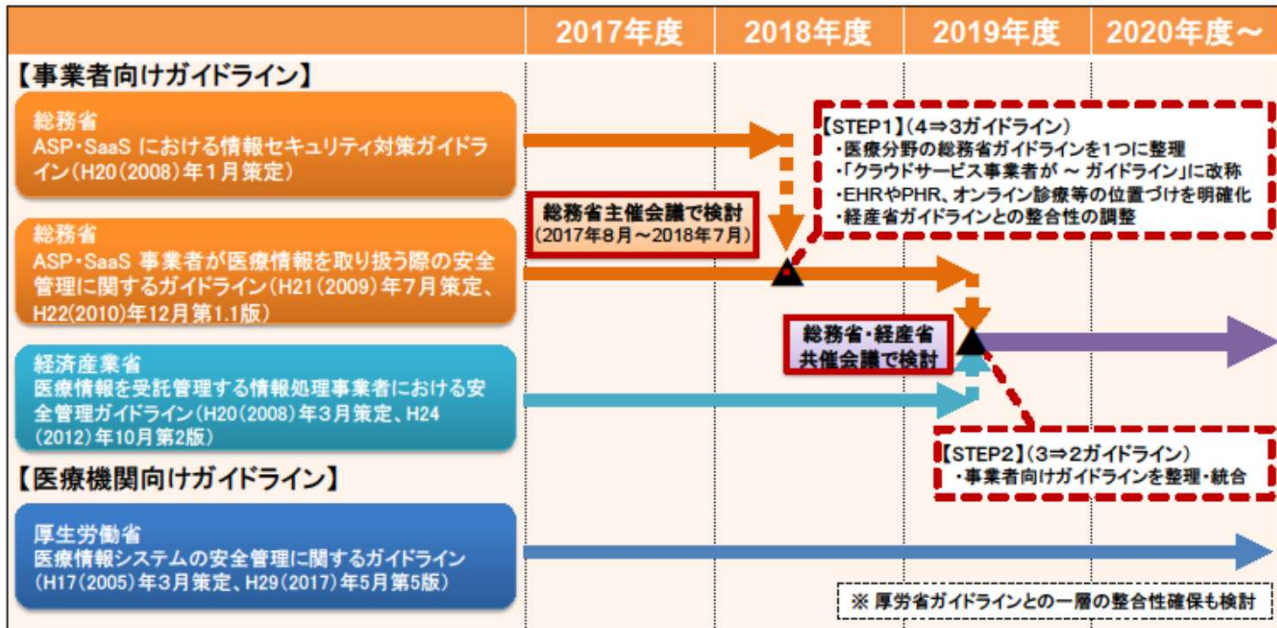 2017年度 2018年度 2019年度 2020年度～
【事業者向けガイドライン】
総務省
ASP・SaaS における情報セキュリティ対策ガイドラ
イン(H20(2008)年1月策定)
【STEP1】(4⇒3ガイドライン)
・医療分野の総務省ガイドラインを1つに整理
・「クラウドサービス事業者が ～ ガイドライン」に改称
・EHRやPHR、オンライン診療等の位置づけを明確化
・経産省ガイドラインとの整合性の調整
総務省主催会議で検討
(2017年8月～2018年7月)
総務省
ASP・SaaS 事業者が医療情報を取り扱う際の安全
管理に関するガイドライン(H21(2009)年7月策定、
H22(2010)年12月第1.1版)
総務省・経産省
共催会議で検討
経済産業省
医療情報を受託管理する情報処理事業者における安
全管理ガイドライン(H20(2008)年3月策定、H24
(2012)年10月第2版)
【STEP2】(3⇒2ガイドライン)
・事業者向けガイドラインを整理・統合
【医療機関向けガイドライン】
厚生労働省
医療情報システムの安全管理に関するガイドライン
(H17(2005)年3月策定、H29(2017)年5月第5版)
※ 厚労省ガイドラインとの一層の整合性確保も検討